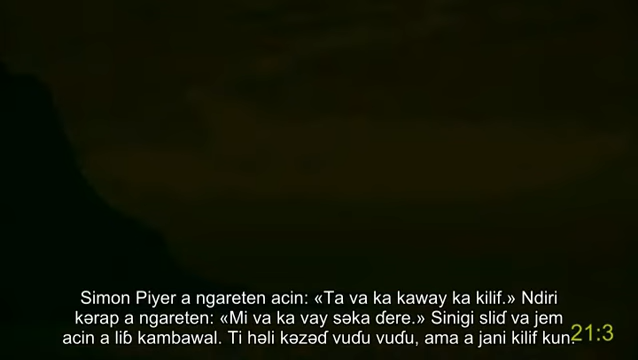 Simon Piyer a ngareten acin: «Ta va ka kaway ka kilif.» Ndiri
kərap a ngareten: «Mi va ka vay səka ɗere.» Sinigi sliɗ va jem
acin a liɓ kambawal. Ti həli kəzəɗ vuɗu vuɗu, ama a jani kilif kun.
21:3